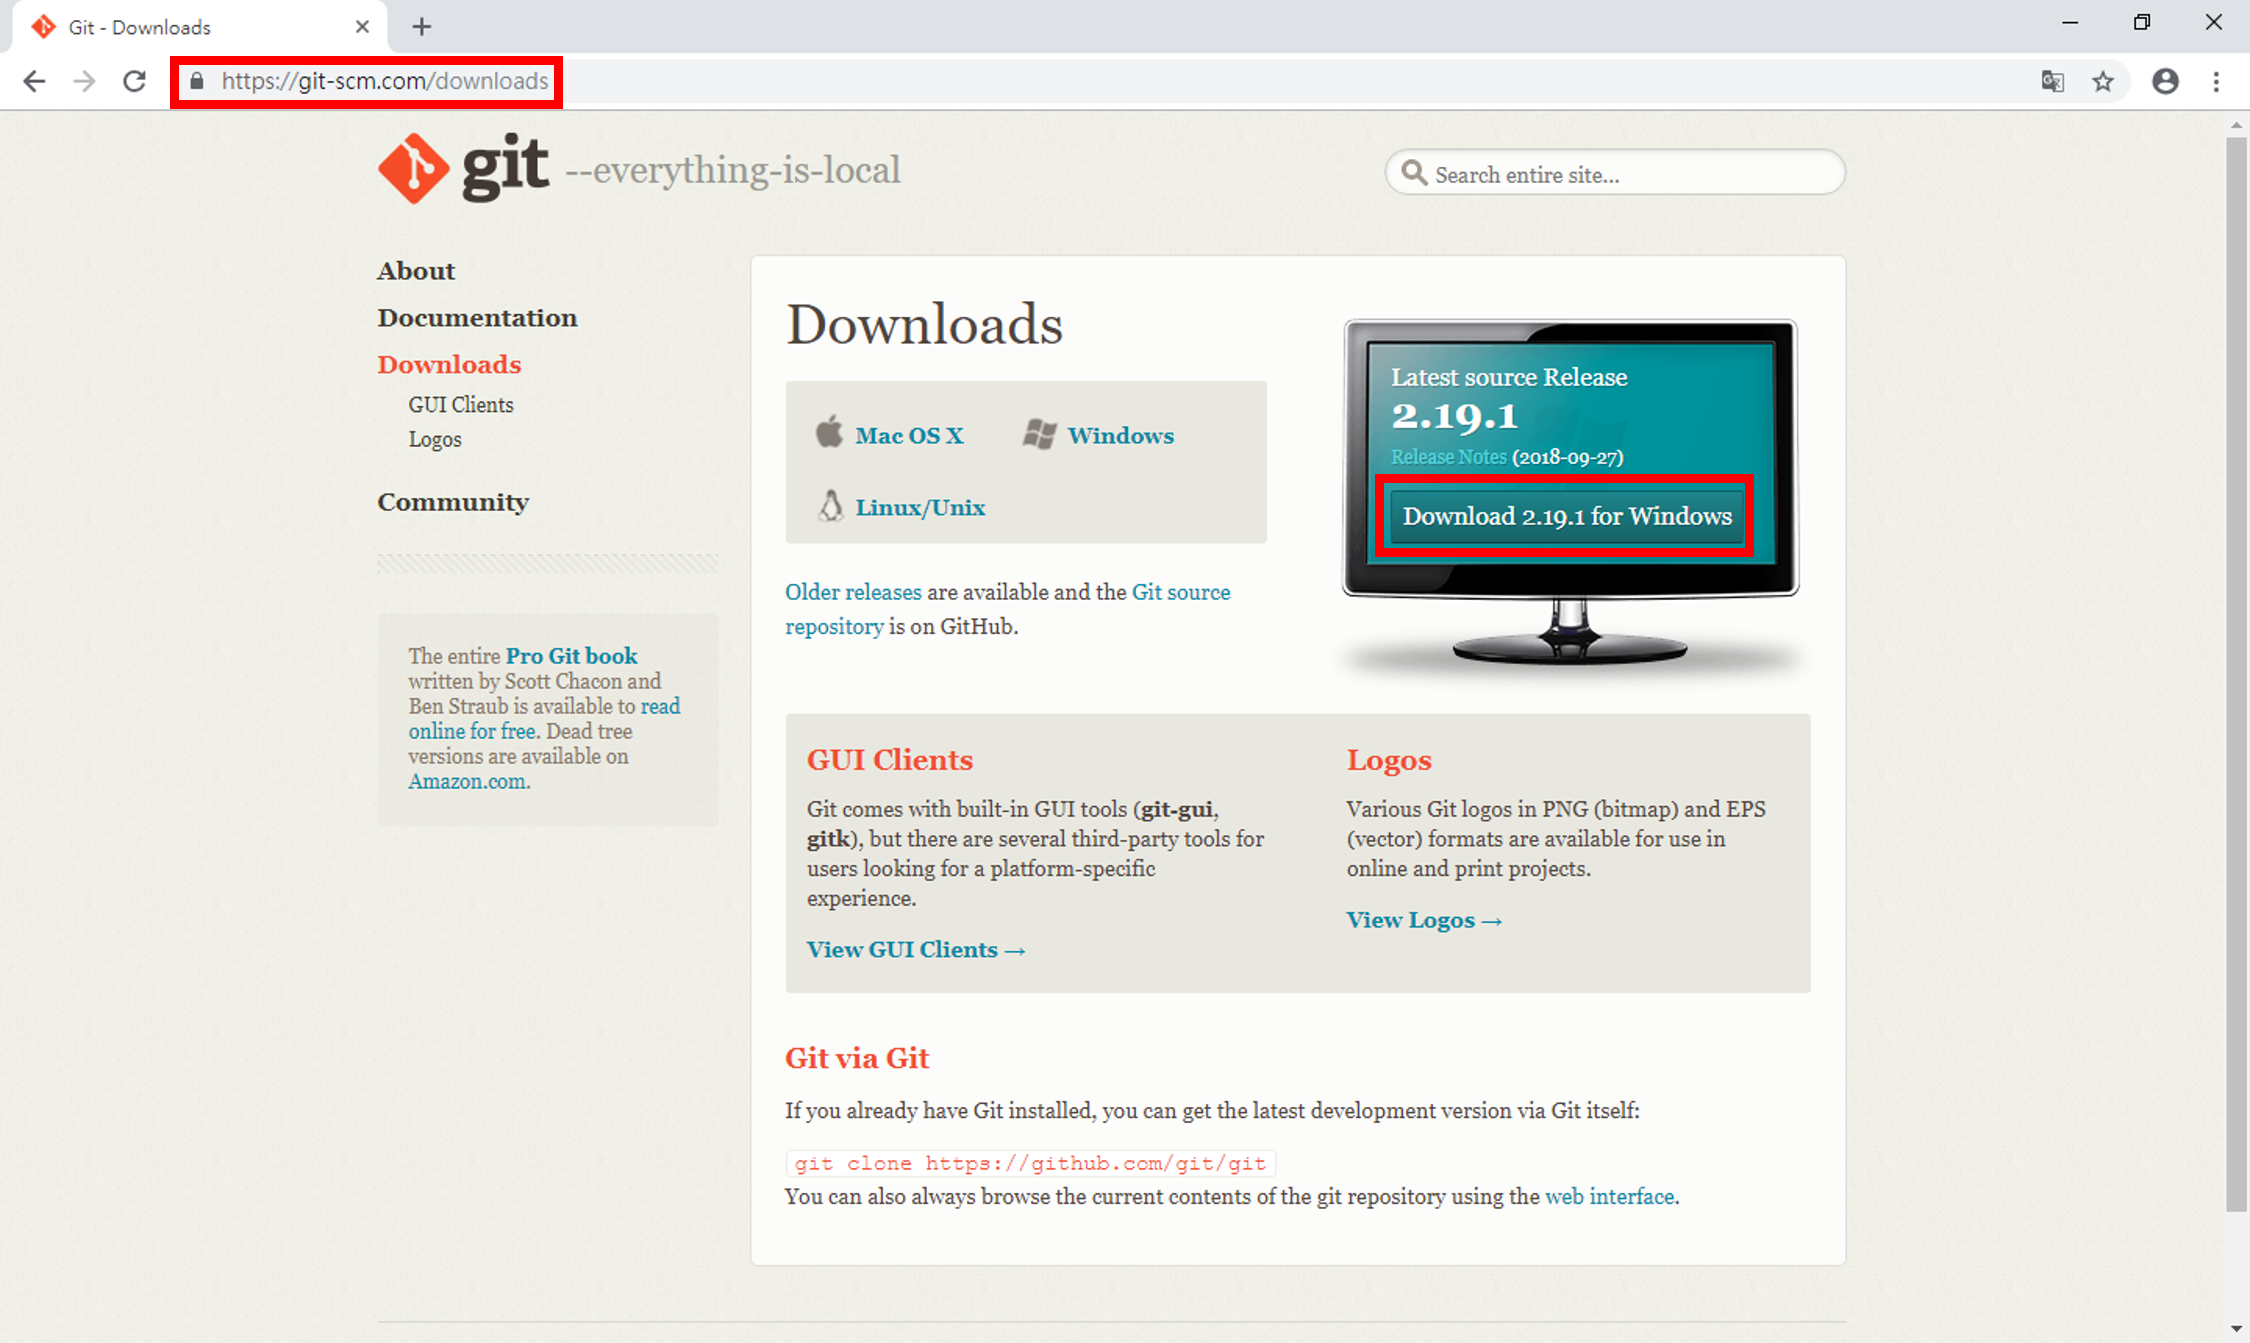 Git - Downloads
https://git-scm.com/downloads
git --everything-is-local
Search entire site...
About
Documentation
Downloads
GUI Clients
Logos
Community
The entire Pro Git book
written by Scott Chacon and
Ben Straub is available to read
online for free. Dead tree
versions are available on
Amazon.com.
Downloads
Mac OS X
Windows
Linux/Unix
Older releases are available and the Git source
repository is on GitHub.
Latest source Release
2.19.1
Release Notes (2018-09-27)
Download 2.19.1 for Windows
GUI Clients
Git comes with built-in GUI tools (git-gui,
gitk), but there are several third-party tools for
users looking for a platform-specific
experience.
View GUI Clients →
Logos
Various Git logos in PNG (bitmap) and EPS
(vector) formats are available for use in
online and print projects.
View Logos →
Git via Git
If you already have Git installed, you can get the latest development version via Git itself:
git clone https://github.com/git/git
You can also always browse the current contents of the git repository using the web interface.